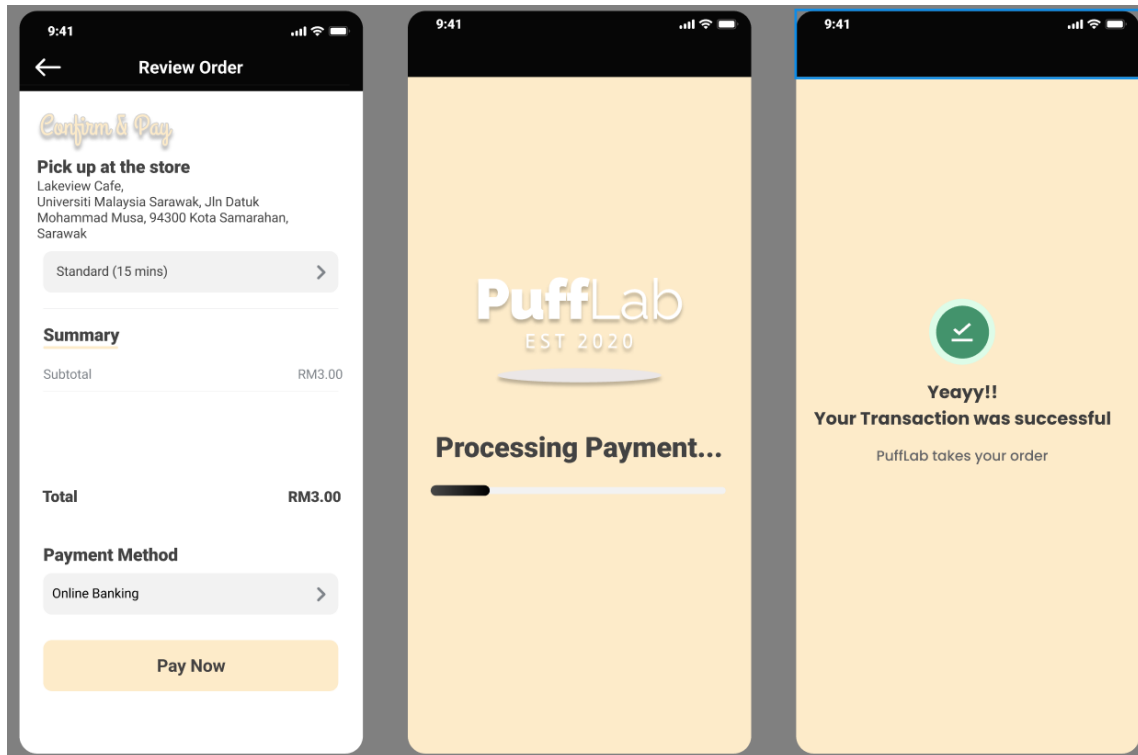 9:41
Review Order
Confirm & Pay
Pick up at the store
Lakeview Cafe,
Universiti Malaysia Sarawak, Jln Datuk
Mohammad Musa, 94300 Kota Samarahan,
Sarawak
Standard (15 mins)
Summary
Subtotal RM3.00
Total RM3.00
Payment Method
Online Banking
Pay Now
9:41
PuffLab
EST 2020
Processing Payment...
9:41
Yeayy!!
Your Transaction was successful
PuffLab takes your order